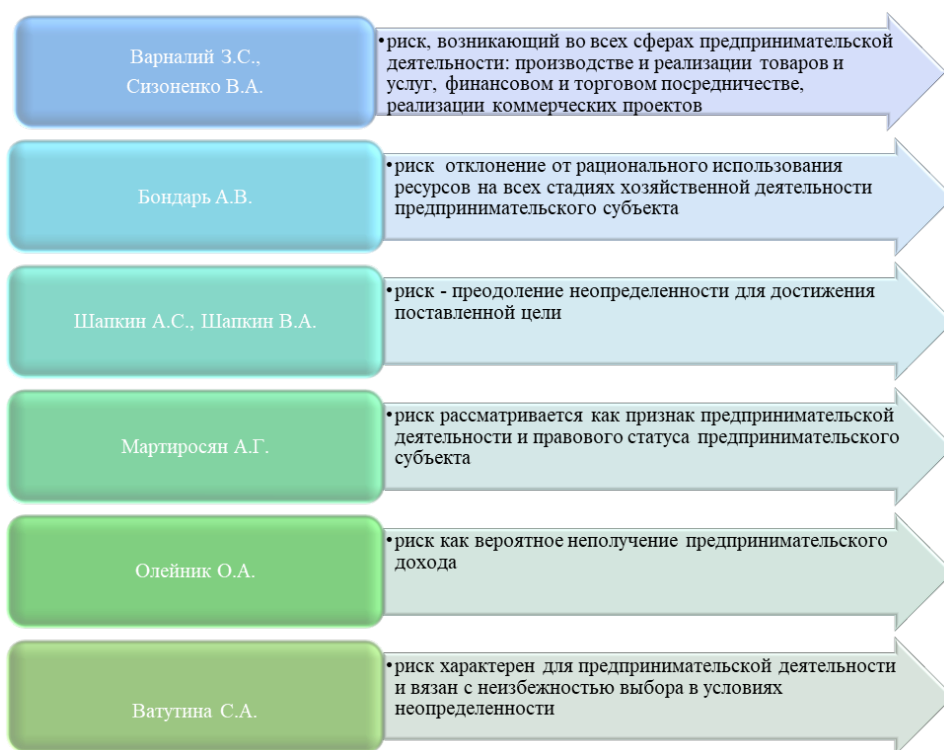 Варналий З.С.,
Сизоненко В.А.
•риск, возникающий во всех сферах предпринимательской
деятельности: производстве и реализации товаров и
услуг, финансовом и торговом посредничестве,
реализации коммерческих проектов
Бондарь А.В.
•риск отклонение от рационального использования
ресурсов на всех стадиях хозяйственной деятельности
предпринимательского субъекта
Шапкин А.С., Шапкин В.А.
•риск - преодоление неопределенности для достижения
поставленной цели
Мартиросян А.Г.
•риск рассматривается как признак предпринимательской
деятельности и правового статуса предпринимательского
субъекта
Олейник О.А.
•риск как вероятное неполучение предпринимательского
дохода
Ватутина С.А.
•риск характерен для предпринимательской деятельности
и вязан с неизбежностью выбора в условиях
неопределенности